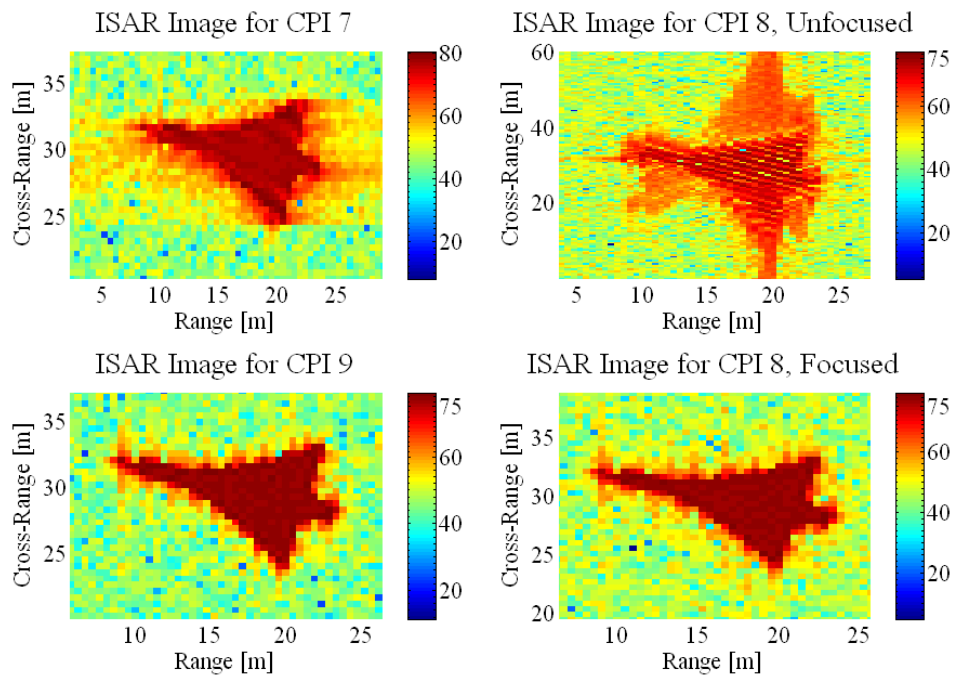 ISAR Image for CPI 7
Cross-Range [m]
35
30
25
5 10 15 20 25
Range [m]
80
60
40
20
ISAR Image for CPI 8, Unfocused
Cross-Range [m]
60
40
20
5 10 15 20 25
Range [m]
75
60
40
20
ISAR Image for CPI 9
Cross-Range [m]
35
30
25
10 15 20 25
Range [m]
75
60
40
20
ISAR Image for CPI 8, Focused
Cross-Range [m]
35
30
25
20
10 15 20 25
Range [m]
75
60
40
20